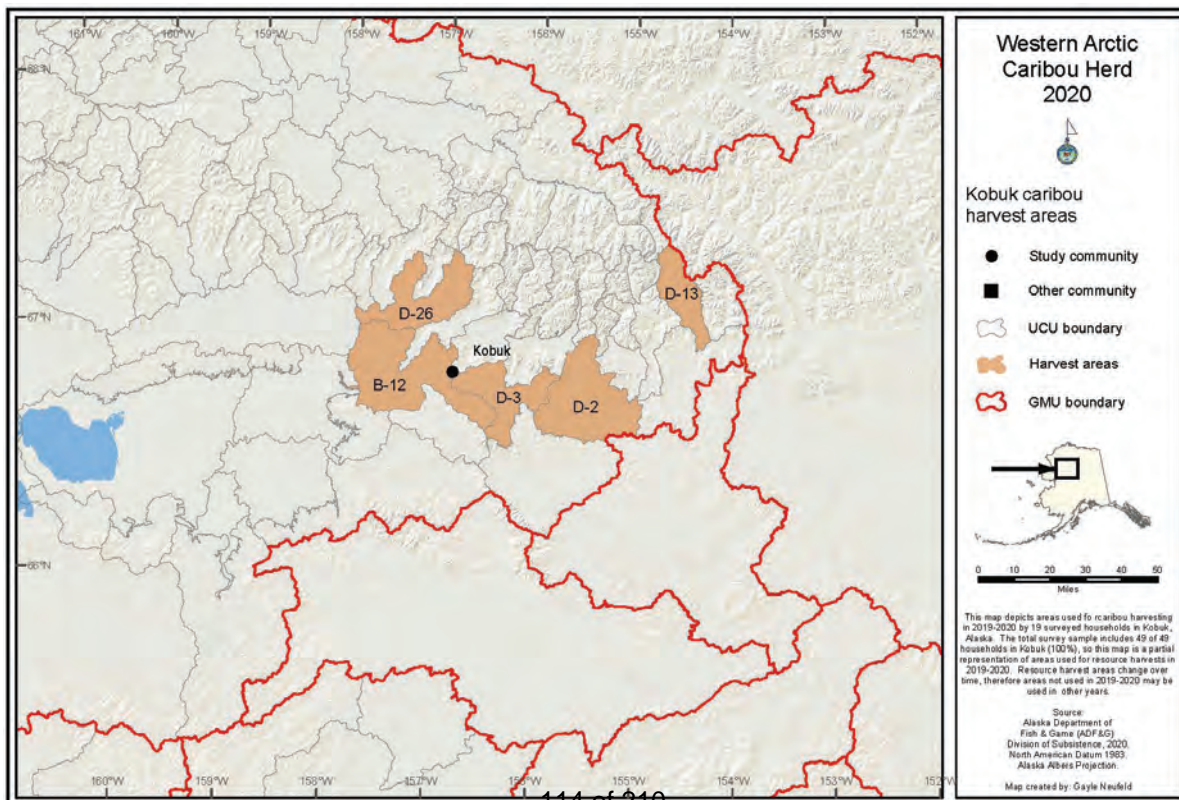 161°W 160°W 159°W 158°W 157°W 156°W 155°W 154°W 153°W 152°W
68°N
67°N
66°N
D-26
D-13
Kobuk
B-12
D-3
D-2
160°W 159°W 158°W 157°W 156°W 155°W 154°W 153°W 152°W
114 of 319
Western Arctic
Caribou Herd
2020
Kobuk caribou
harvest areas
Study community
Other community
UCU boundary
Harvest areas
GMU boundary
0 10 20 30 40 50
Miles
This map depicts areas used fo rcaribou harvesting
in 2019-2020 by 19 surveyed households in Kobuk,
Alaska. The total survey sample includes 49 of 49
households in Kobuk (100%), so this map is a partial
representation of areas used for resource harvests in
2019-2020. Resource harvest areas change over
time, therefore areas not used in 2019-2020 may be
used in other years.
Source:
Alaska Department of
Fish & Game (ADF&G)
Division of Subsistence, 2020.
North American Datum 1983.
Alaska Albers Projection.
Map created by: Gayle Neufeld